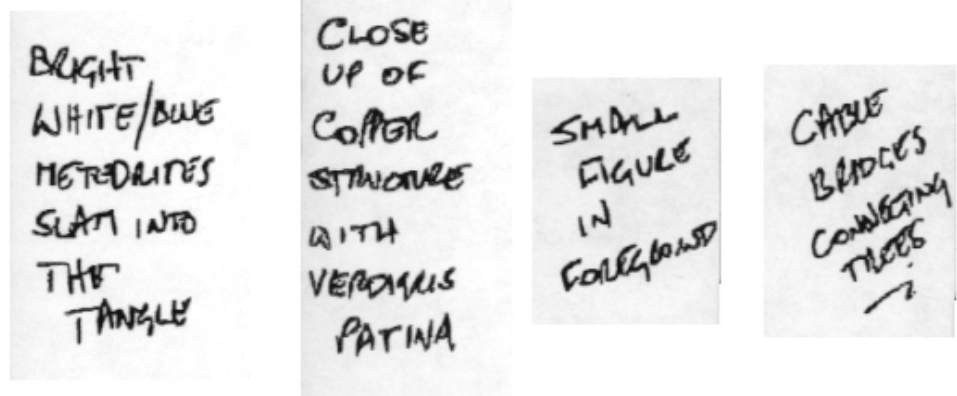 BRIGHT
WHITE/BLUE
METEORITES
SLAM INTO
THE
TANGLE
CLOSE
UP OF
COPPER
STRUCTURE
WITH
VERDIGRIS
PATINA
SMALL
FIGURE
IN
FOREGROUND
CABLE
BRIDGES
CONNETING
TREES